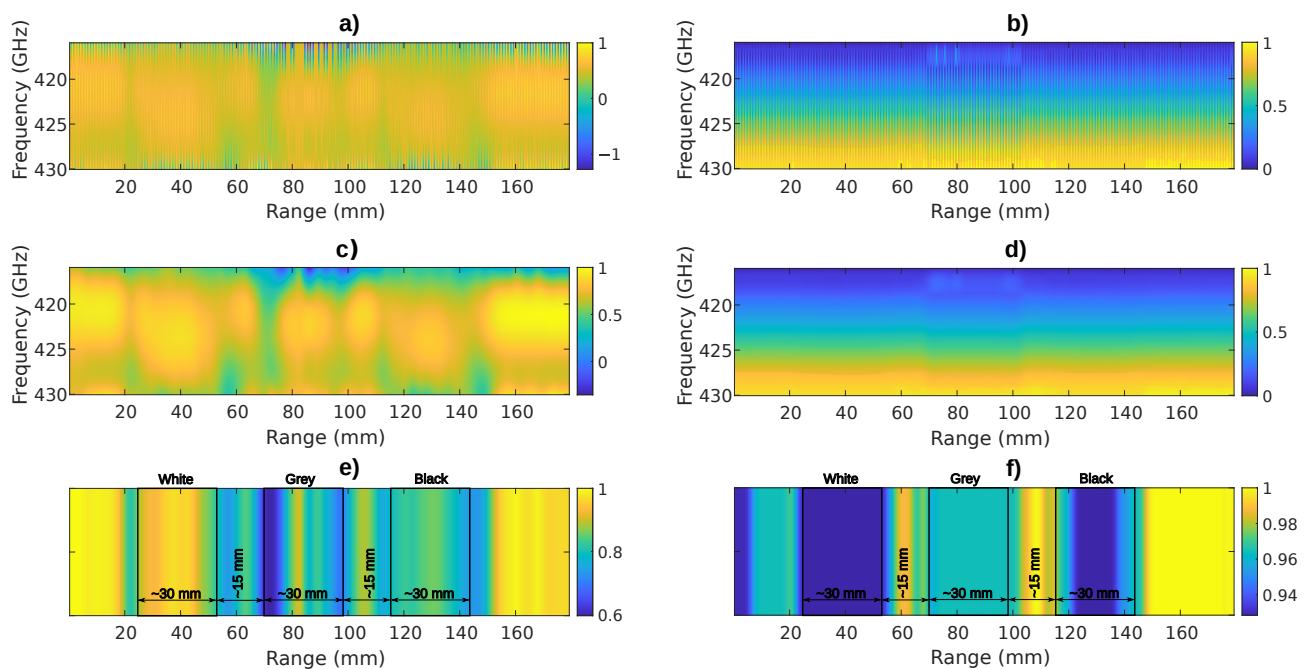 a)
Frequency (GHz)
420
425
430
20 40 60 80 100 120 140 160
Range (mm)
1
0
−1
b)
Frequency (GHz)
420
425
430
20 40 60 80 100 120 140 160
Range (mm)
1
0.5
0
c)
Frequency (GHz)
420
425
430
20 40 60 80 100 120 140 160
Range (mm)
1
0.5
0
d)
Frequency (GHz)
420
425
430
20 40 60 80 100 120 140 160
Range (mm)
1
0.5
0
e)
White Grey Black
~30 mm ~15 mm ~30 mm ~15 mm ~30 mm
20 40 60 80 100 120 140 160
Range (mm)
1
0.8
0.6
f)
White Grey Black
~30 mm ~15 mm ~30 mm ~15 mm ~30 mm
20 40 60 80 100 120 140 160
Range (mm)
1
0.98
0.96
0.94